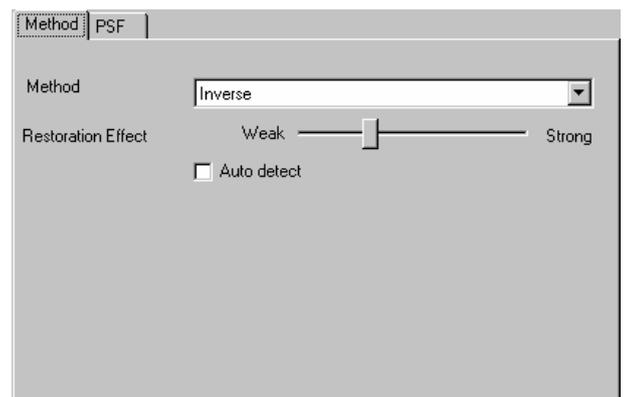 Method PSF
Method Inverse
Restoration Effect Weak Strong
Auto detect